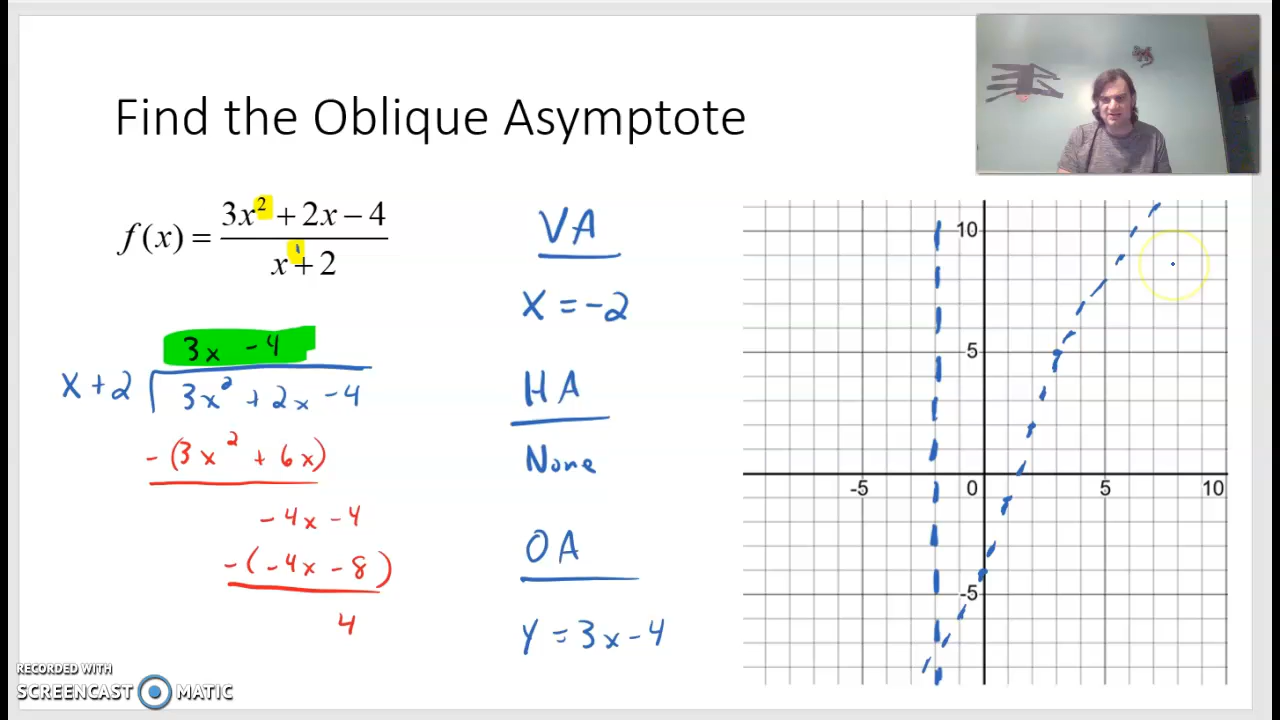 Find the Oblique Asymptote
f(x) = (3x² + 2x − 4)/(x¹ + 2)
3x - 4
x + 2 ) 3x² + 2x - 4
- (3x² + 6x)
- 4x - 4
- (- 4x - 8)
4
VA
x = -2
HA
None
OA
y = 3x - 4
10
5
-5 0 5 10
-5
RECORDED WITH
SCREENCAST MATIC